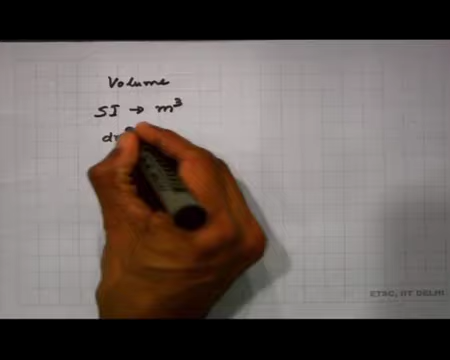 Volume
SI → m³
ETSC, IIT DELHI